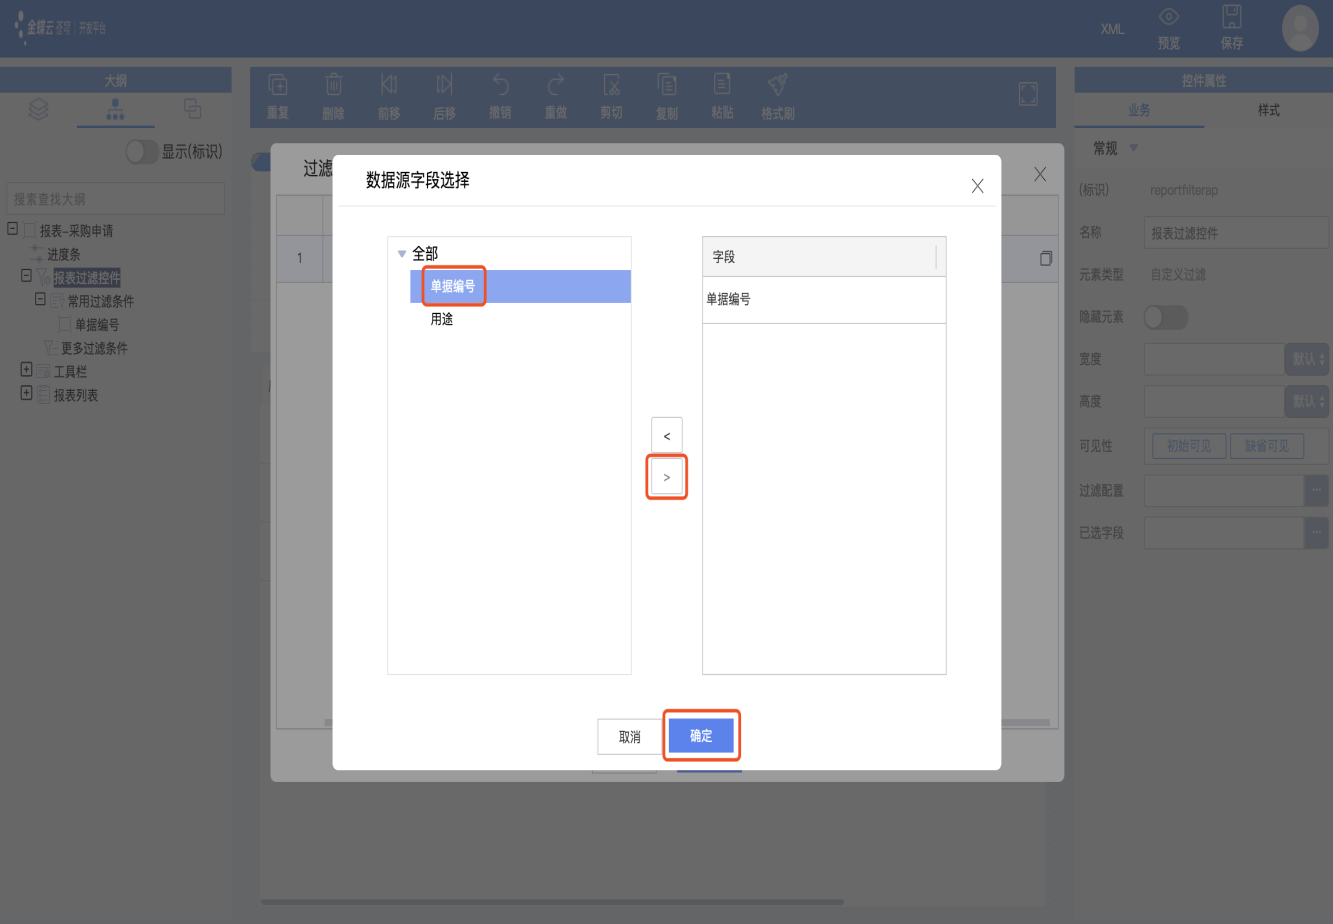 金蝶云 苍穹 | 开发平台
XML
预览
保存
大纲
控件属性
重复
删除
前移
后移
撤销
重做
剪切
复制
粘贴
格式刷
业务
样式
显示(标识)
搜索查找大纲
报表-采购申请
进度条
报表过滤控件
常用过滤条件
单据编号
更多过滤条件
工具栏
报表列表
过滤
1
数据源字段选择
全部
单据编号
用途
<
>
字段
单据编号
取消
确定
常规
(标识)
reportfilterap
名称
报表过滤控件
元素类型
自定义过滤
隐藏元素
宽度
默认
高度
默认
可见性
初始可见
缺省可见
过滤配置
...
已选字段
...